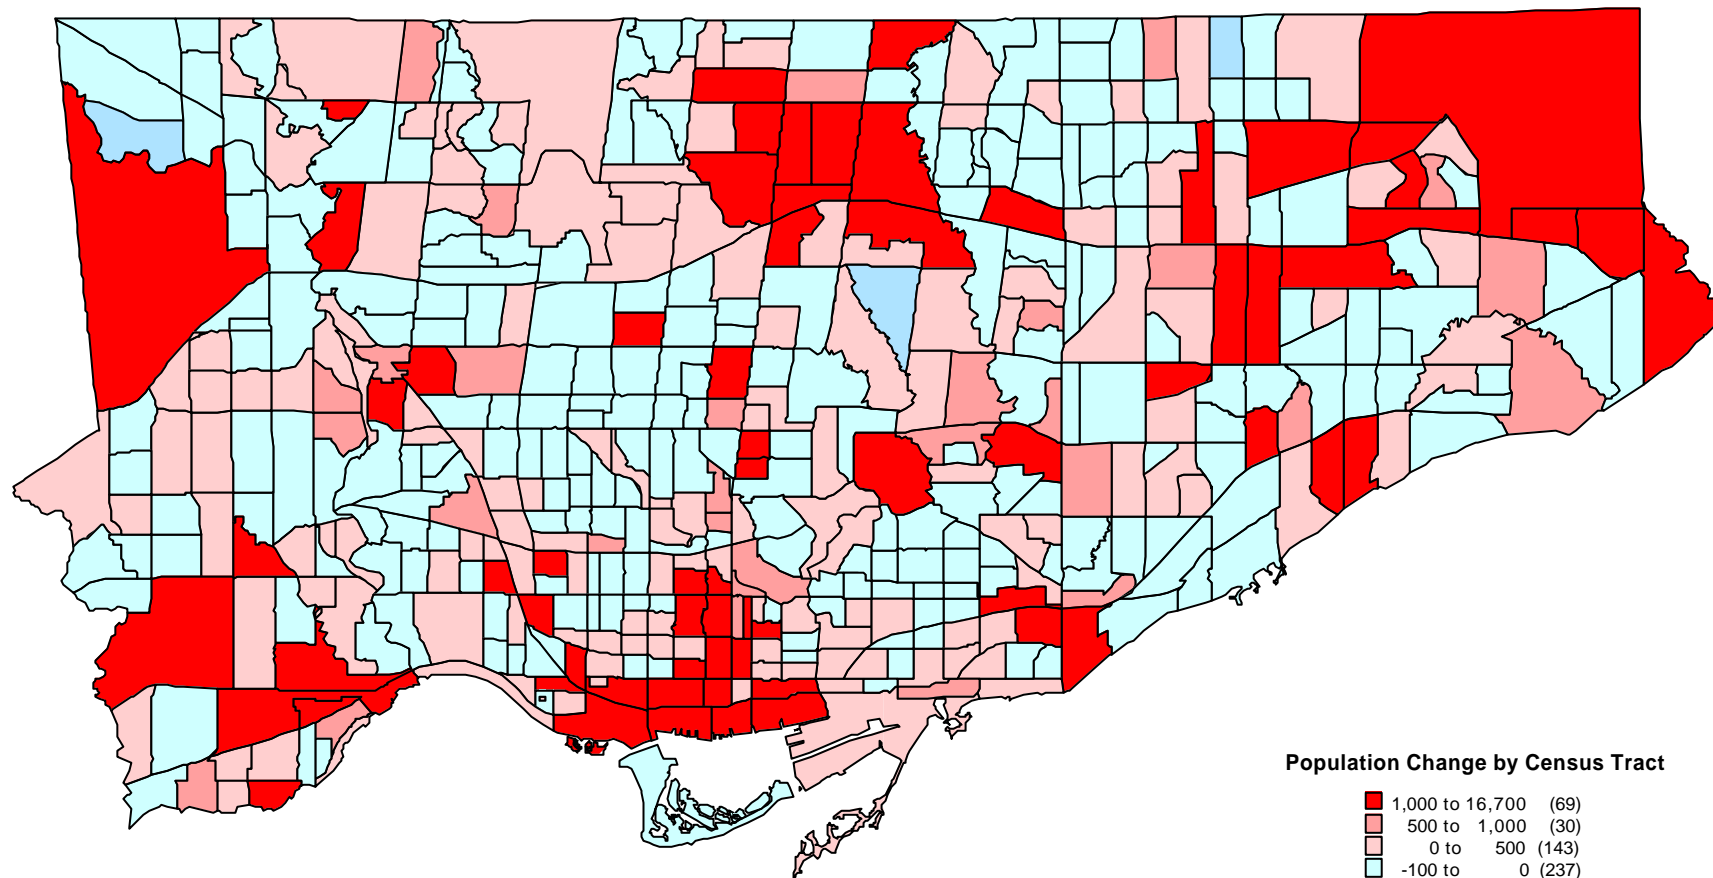 Population Change by Census Tract
1,000 to 16,700 (69)
500 to 1,000 (30)
0 to 500 (143)
-100 to 0 (237)